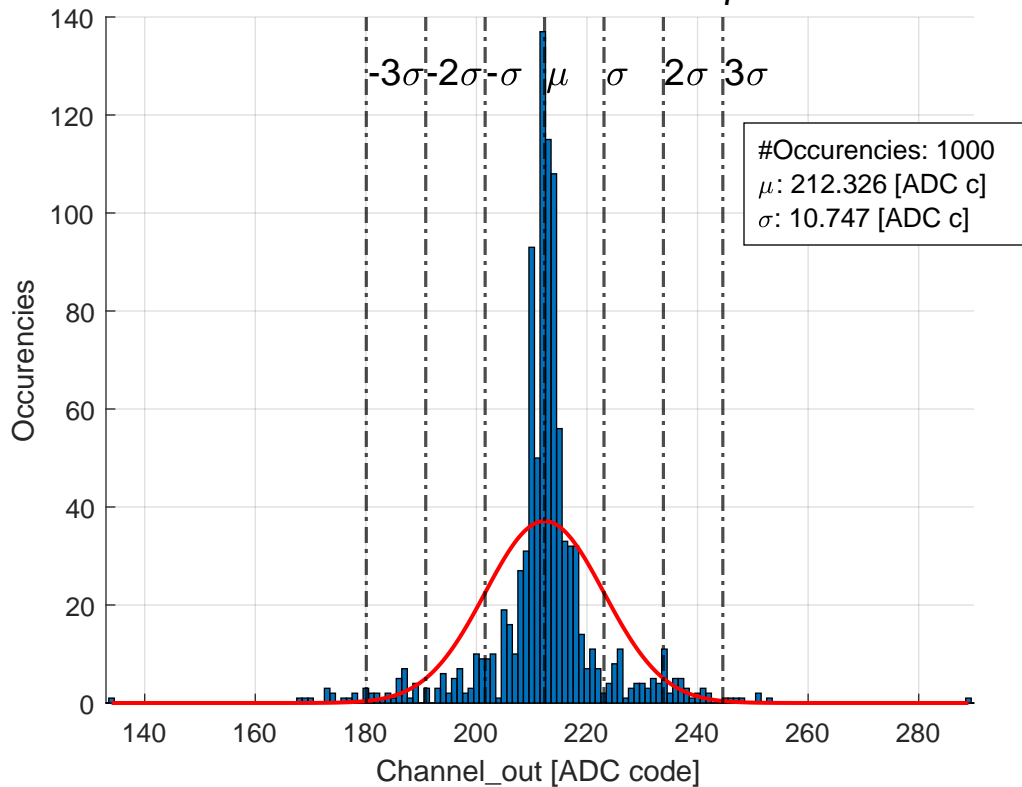 140
-3σ -2σ -σ μ σ 2σ 3σ
120
#Occurencies: 1000
μ: 212.326 [ADC c]
σ: 10.747 [ADC c]
100
80
60
40
20
0
Occurencies
140 160 180 200 220 240 260 280
Channel_out [ADC code]